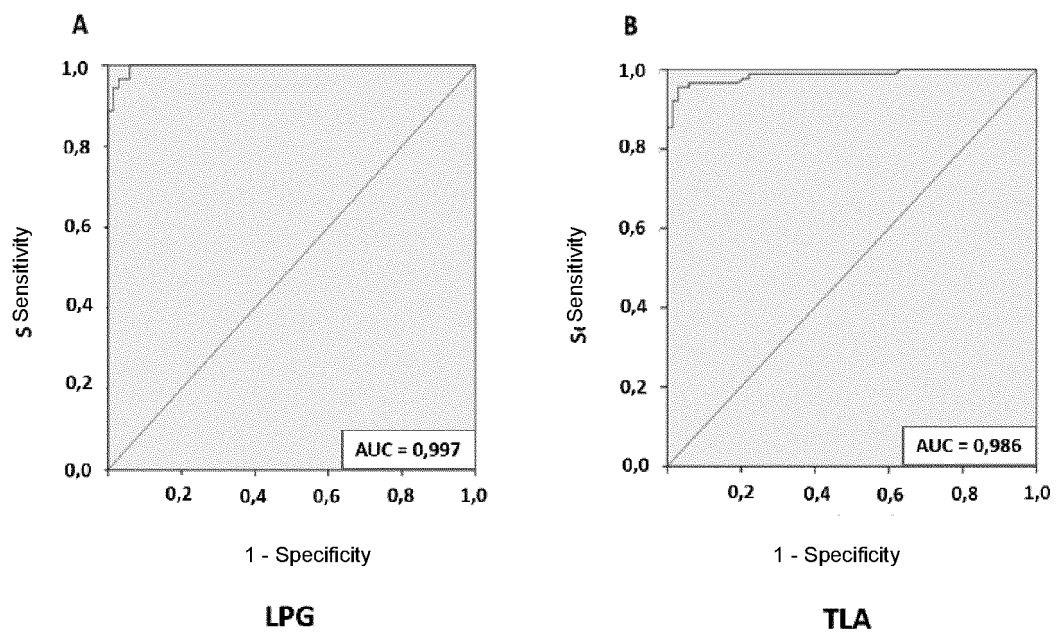 A
1,0
0,8
0,6
0,4
0,2
0,0
S Sensitivity
AUC = 0,997
0,2 0,4 0,6 0,8 1,0
1 - Specificity
LPG
B
1,0
0,8
0,6
0,4
0,2
0,0
Se Sensitivity
AUC = 0,986
0,2 0,4 0,6 0,8 1,0
1 - Specificity
TLA